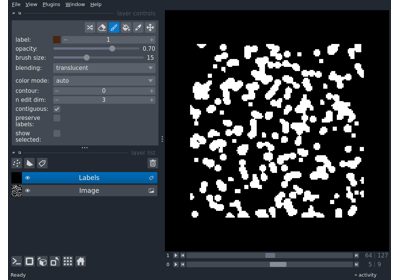 File View Plugins Window Help
layer controls
label: 1
opacity: 0.70
brush size: 15
blending: translucent
color mode: auto
contour: 0
n edit dim: 3
contiguous:
preserve
labels:
show
selected:
layer list
Labels
Image
1 64 127
0 5 9
Ready activity